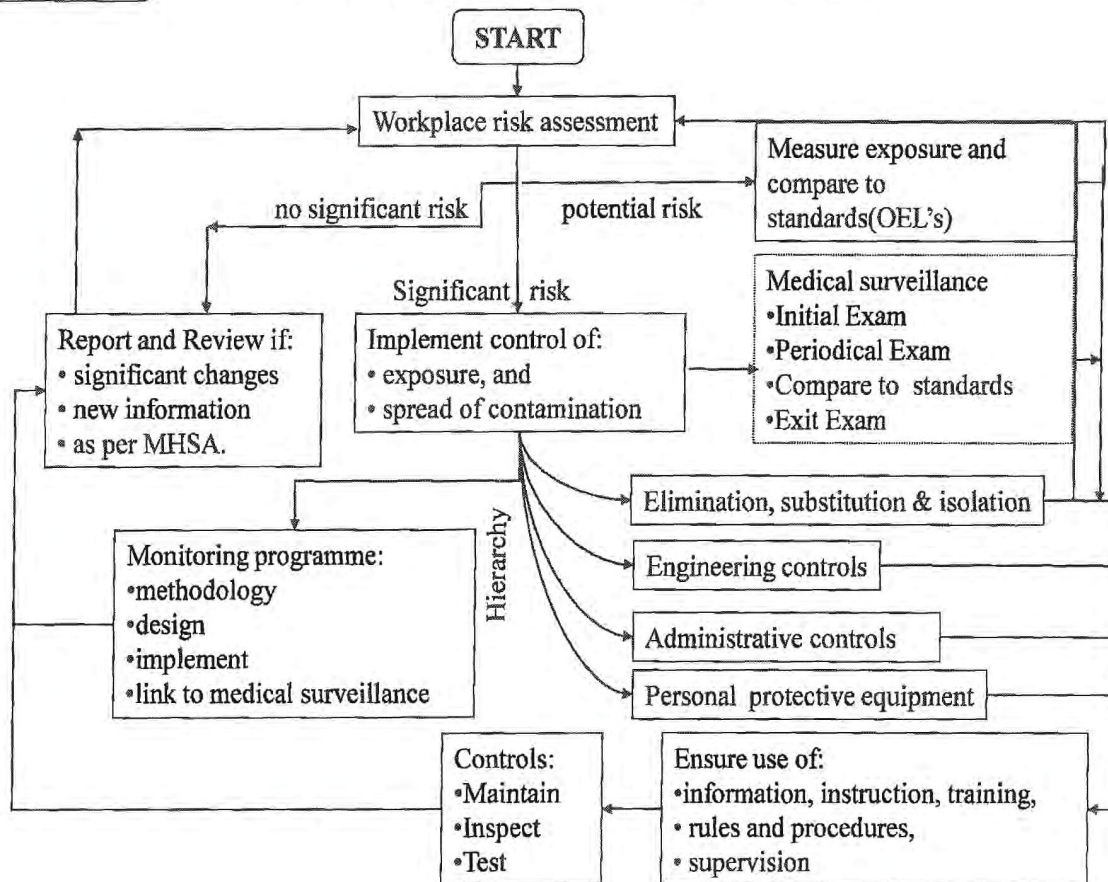 START
Workplace risk assessment
Measure exposure and
compare to
standards(OEL's)
no significant risk
potential risk
Significant risk
Medical surveillance
•Initial Exam
•Periodical Exam
•Compare to standards
•Exit Exam
Report and Review if:
• significant changes
• new information
• as per MHSA.
Implement control of:
• exposure, and
• spread of contamination
Hierarchy
Elimination, substitution & isolation
Engineering controls
Administrative controls
Personal protective equipment
Monitoring programme:
•methodology
•design
•implement
•link to medical surveillance
Controls:
•Maintain
•Inspect
•Test
Ensure use of:
•information, instruction, training,
• rules and procedures,
• supervision